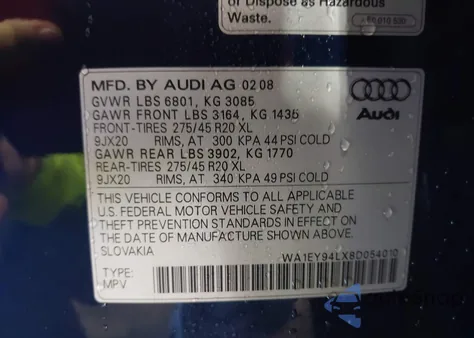 or Dispose as Hazardous
Waste.
MFD. BY AUDI AG 02 08
GVWR LBS 6801, KG 3085
GAWR FRONT LBS 3164, KG 1435
FRONT-TIRES 275/45 R20 XL
9JX20 RIMS, AT 300 KPA 44 PSI COLD
GAWR REAR LBS 3902, KG 1770
REAR-TIRES 275/45 R20 XL
9JX20 RIMS, AT 340 KPA 49 PSI COLD
Audi
THIS VEHICLE CONFORMS TO ALL APPLICABLE
U.S. FEDERAL MOTOR VEHICLE SAFETY AND
THEFT PREVENTION STANDARDS IN EFFECT ON
THE DATE OF MANUFACTURE SHOWN ABOVE.
SLOVAKIA
WA1EY94LX8D054010
TYPE:
MPV